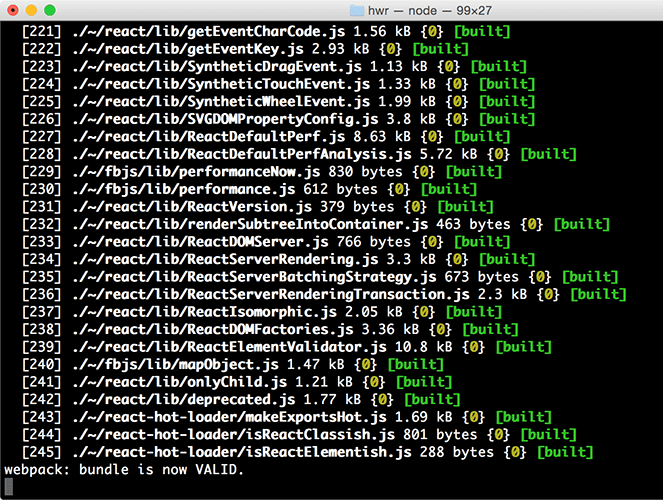 hwr — node — 99×27
[221] ./~/react/lib/getEventCharCode.js 1.56 kB {0} [built]
[222] ./~/react/lib/getEventKey.js 2.93 kB {0} [built]
[223] ./~/react/lib/SyntheticDragEvent.js 1.13 kB {0} [built]
[224] ./~/react/lib/SyntheticTouchEvent.js 1.33 kB {0} [built]
[225] ./~/react/lib/SyntheticWheelEvent.js 1.99 kB {0} [built]
[226] ./~/react/lib/SVGDOMPropertyConfig.js 3.8 kB {0} [built]
[227] ./~/react/lib/ReactDefaultPerf.js 8.63 kB {0} [built]
[228] ./~/react/lib/ReactDefaultPerfAnalysis.js 5.72 kB {0} [built]
[229] ./~/fbjs/lib/performanceNow.js 830 bytes {0} [built]
[230] ./~/fbjs/lib/performance.js 612 bytes {0} [built]
[231] ./~/react/lib/ReactVersion.js 379 bytes {0} [built]
[232] ./~/react/lib/renderSubtreeIntoContainer.js 463 bytes {0} [built]
[233] ./~/react/lib/ReactDOMServer.js 766 bytes {0} [built]
[234] ./~/react/lib/ReactServerRendering.js 3.3 kB {0} [built]
[235] ./~/react/lib/ReactServerBatchingStrategy.js 673 bytes {0} [built]
[236] ./~/react/lib/ReactServerRenderingTransaction.js 2.3 kB {0} [built]
[237] ./~/react/lib/ReactIsomorphic.js 2.05 kB {0} [built]
[238] ./~/react/lib/ReactDOMFactories.js 3.36 kB {0} [built]
[239] ./~/react/lib/ReactElementValidator.js 10.8 kB {0} [built]
[240] ./~/fbjs/lib/mapObject.js 1.47 kB {0} [built]
[241] ./~/react/lib/onlyChild.js 1.21 kB {0} [built]
[242] ./~/react/lib/deprecated.js 1.77 kB {0} [built]
[243] ./~/react-hot-loader/makeExportsHot.js 1.69 kB {0} [built]
[244] ./~/react-hot-loader/isReactClassish.js 801 bytes {0} [built]
[245] ./~/react-hot-loader/isReactElementish.js 288 bytes {0} [built]
webpack: bundle is now VALID.